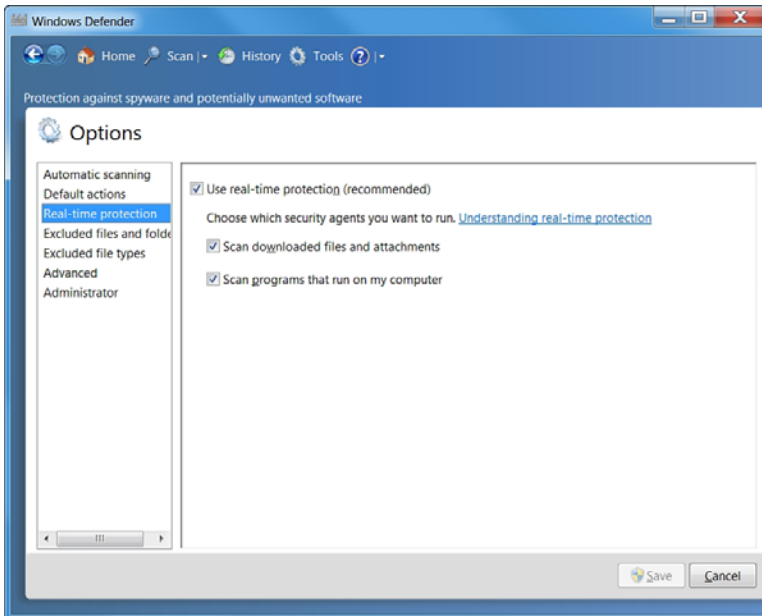 Windows Defender
Home Scan History Tools ?
Protection against spyware and potentially unwanted software
Options
Automatic scanning
Default actions
Real-time protection
Excluded files and folde
Excluded file types
Advanced
Administrator
Use real-time protection (recommended)
Choose which security agents you want to run. Understanding real-time protection
Scan downloaded files and attachments
Scan programs that run on my computer
Save Cancel